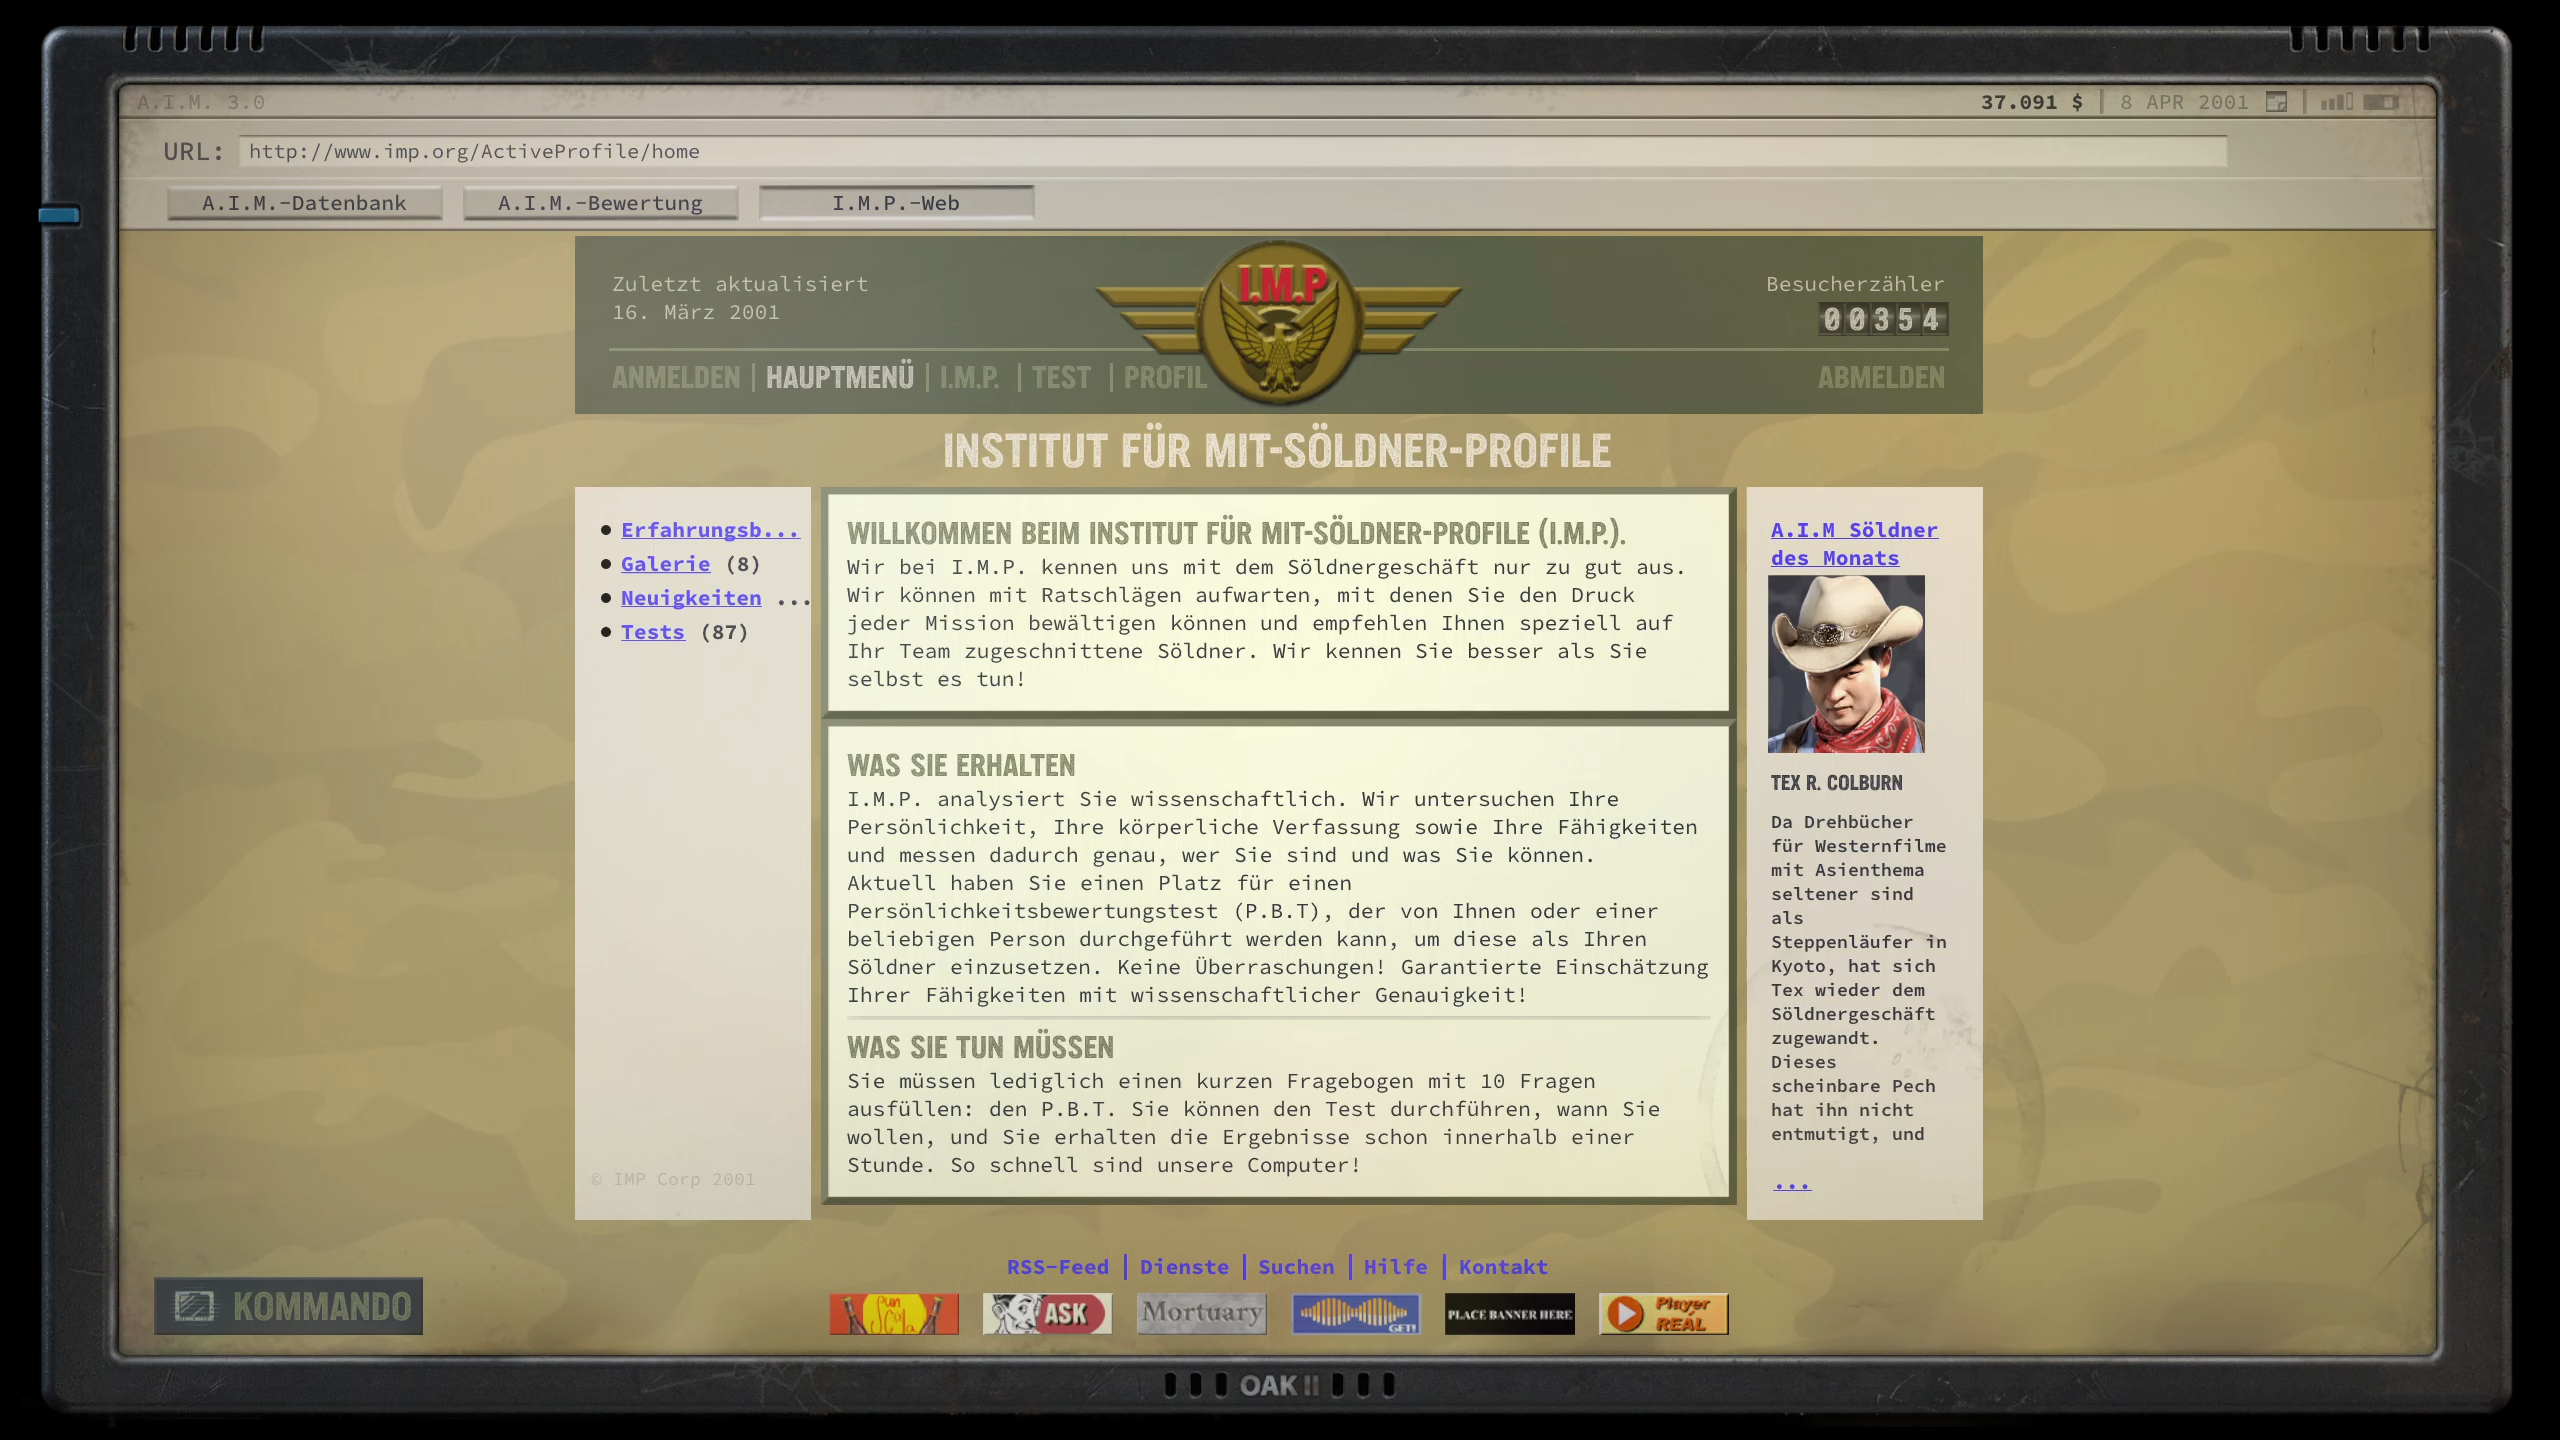 A.I.M. 3.0
37.091 $ | 8 APR 2001
URL: http://www.imp.org/ActiveProfile/home
A.I.M.-Datenbank
A.I.M.-Bewertung
I.M.P.-Web
Zuletzt aktualisiert
16. März 2001
I.M.P
Besucherzähler
00354
ANMELDEN | HAUPTMENÜ | I.M.P. | TEST | PROFIL
ABMELDEN
INSTITUT FÜR MIT-SÖLDNER-PROFILE
Erfahrungsb...
Galerie (8)
Neuigkeiten ...
Tests (87)
© IMP Corp 2001
WILLKOMMEN BEIM INSTITUT FÜR MIT-SÖLDNER-PROFILE (I.M.P.).
Wir bei I.M.P. kennen uns mit dem Söldnergeschäft nur zu gut aus.
Wir können mit Ratschlägen aufwarten, mit denen Sie den Druck
jeder Mission bewältigen können und empfehlen Ihnen speziell auf
Ihr Team zugeschnittene Söldner. Wir kennen Sie besser als Sie
selbst es tun!
WAS SIE ERHALTEN
I.M.P. analysiert Sie wissenschaftlich. Wir untersuchen Ihre
Persönlichkeit, Ihre körperliche Verfassung sowie Ihre Fähigkeiten
und messen dadurch genau, wer Sie sind und was Sie können.
Aktuell haben Sie einen Platz für einen
Persönlichkeitsbewertungstest (P.B.T), der von Ihnen oder einer
beliebigen Person durchgeführt werden kann, um diese als Ihren
Söldner einzusetzen. Keine Überraschungen! Garantierte Einschätzung
Ihrer Fähigkeiten mit wissenschaftlicher Genauigkeit!
WAS SIE TUN MÜSSEN
Sie müssen lediglich einen kurzen Fragebogen mit 10 Fragen
ausfüllen: den P.B.T. Sie können den Test durchführen, wann Sie
wollen, und Sie erhalten die Ergebnisse schon innerhalb einer
Stunde. So schnell sind unsere Computer!
A.I.M Söldner
des Monats
TEX R. COLBURN
Da Drehbücher
für Westernfilme
mit Asienthema
seltener sind
als
Steppenläufer in
Kyoto, hat sich
Tex wieder dem
Söldnergeschäft
zugewandt.
Dieses
scheinbare Pech
hat ihn nicht
entmutigt, und
...
RSS-Feed | Dienste | Suchen | Hilfe | Kontakt
KOMMANDO
Sun Cola
ASK
Mortuary
GET!
PLACE BANNER HERE
Player REAL
OAK II